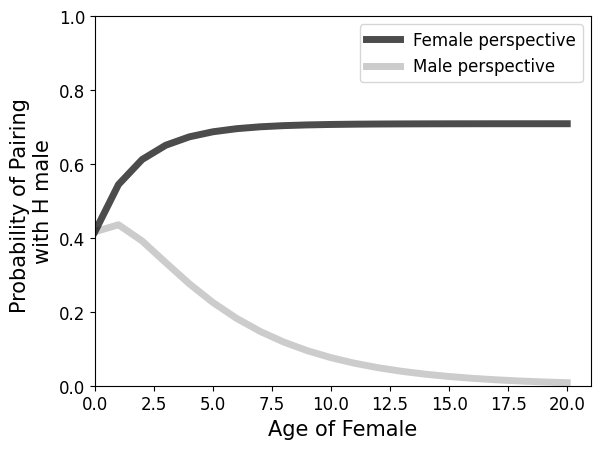 1.0
0.8
0.6
0.4
0.2
0.0
Probability of Pairing
with H male
Female perspective
Male perspective
0.0 2.5 5.0 7.5 10.0 12.5 15.0 17.5 20.0
Age of Female